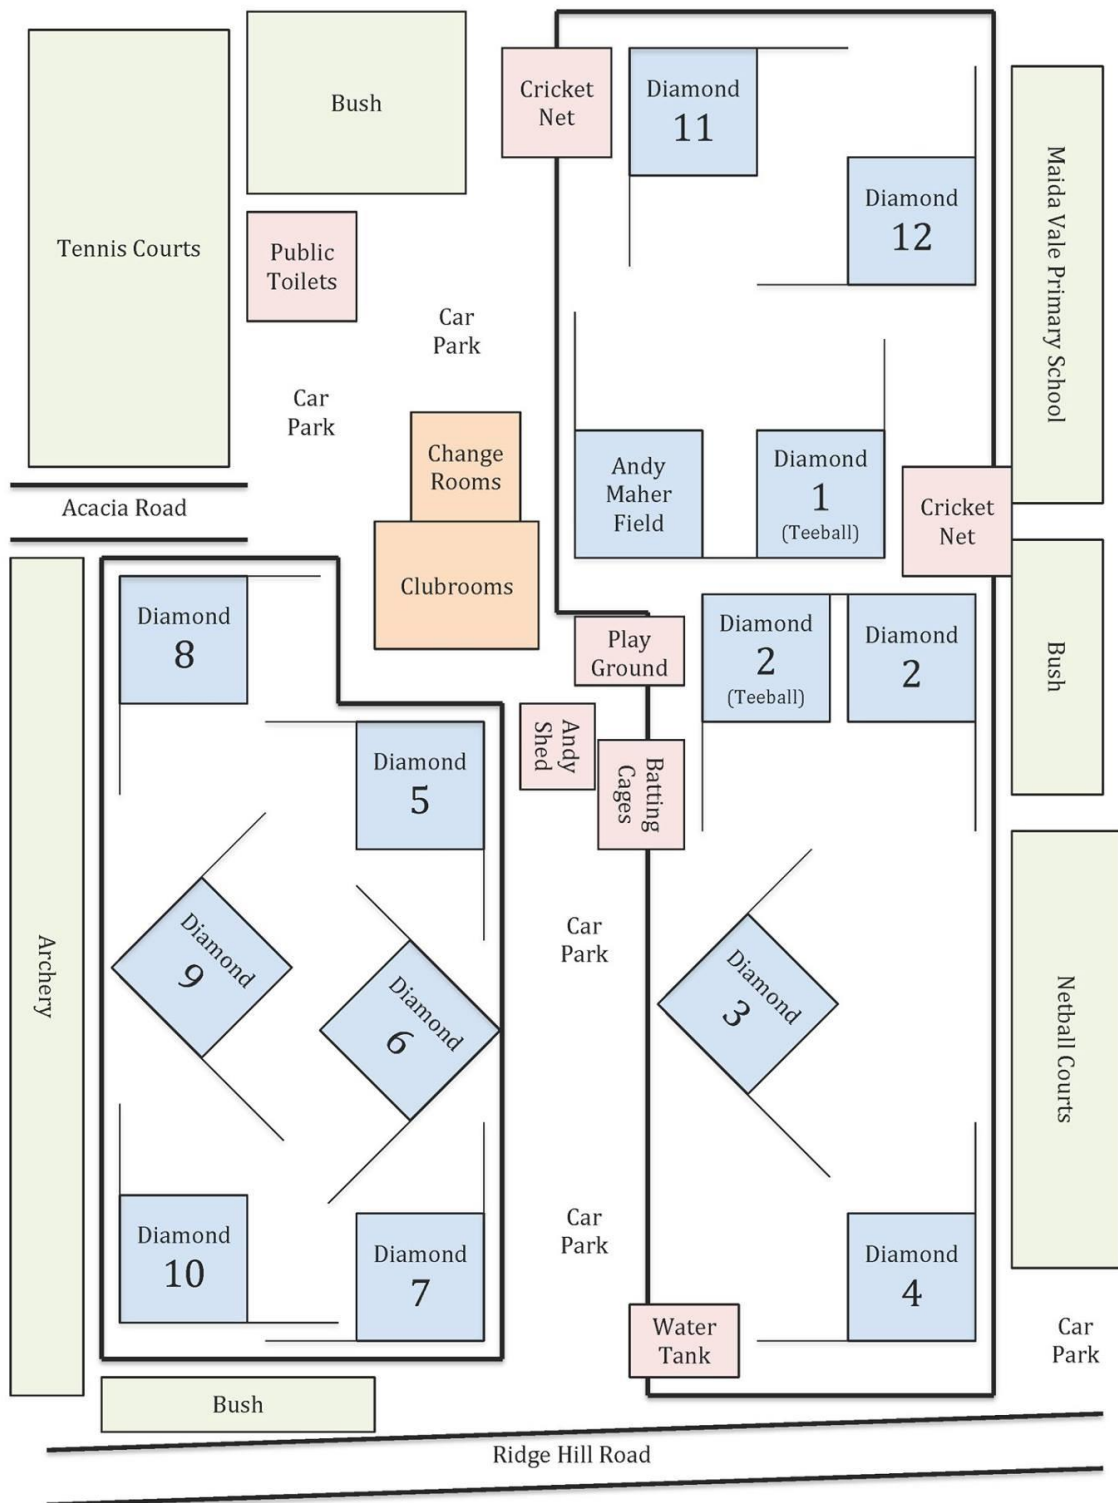 Bush
Tennis Courts
Public
Toilets
Cricket
Net
Diamond
11
Diamond
12
Maida Vale Primary School
Car
Park
Car
Park
Change
Rooms
Clubrooms
Andy
Maher
Field
Diamond
1
(Teeball)
Cricket
Net
Acacia Road
Diamond
8
Play
Ground
Diamond
2
(Teeball)
Diamond
2
Bush
Andy
Shed
Batting
Cages
Diamond
5
Archery
Diamond
9
Diamond
6
Car
Park
Diamond
3
Netball Courts
Diamond
10
Diamond
7
Car
Park
Diamond
4
Water
Tank
Car
Park
Bush
Ridge Hill Road